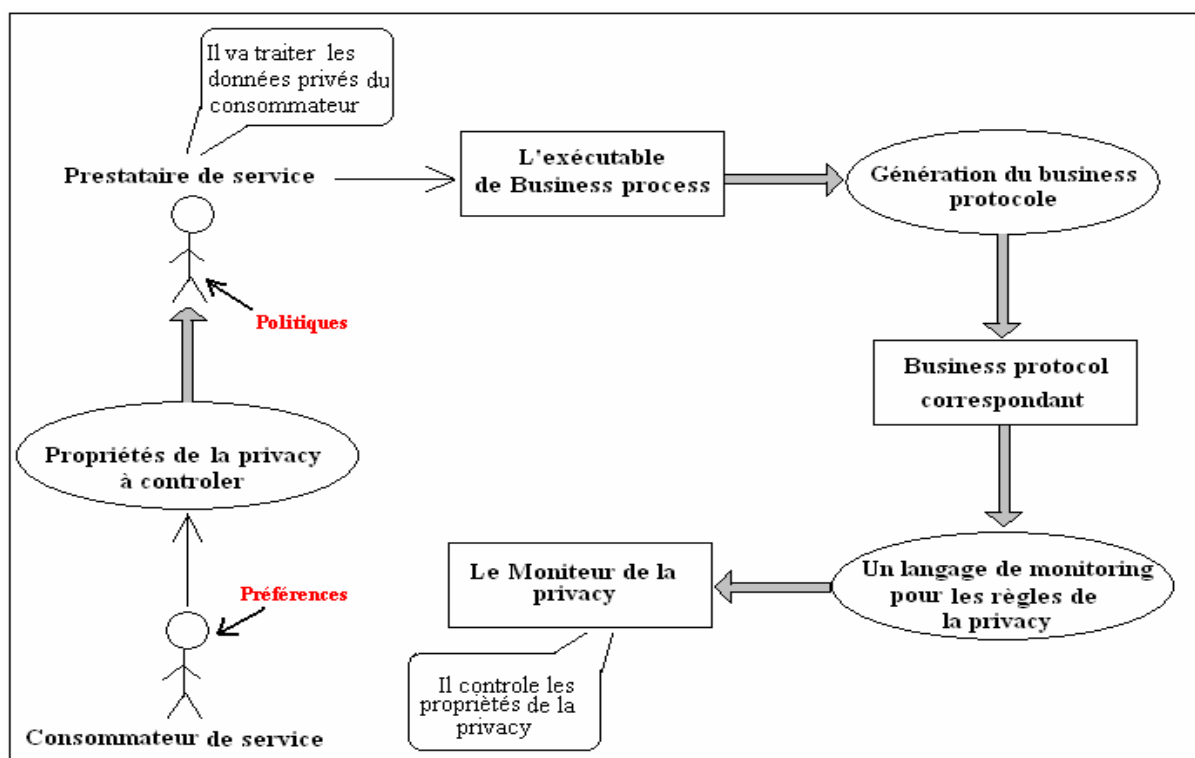 Il va traiter les
données privés du
consommateur
Prestataire de service
L'exécutable
de Business process
Génération du business
protocole
Politiques
Business protocol
correspondant
Propriétés de la privacy
à controler
Un langage de monitoring
pour les règles de
la privacy
Le Moniteur de la
privacy
Préférences
Il controle les
propriètés de la
privacy
Consommateur de service